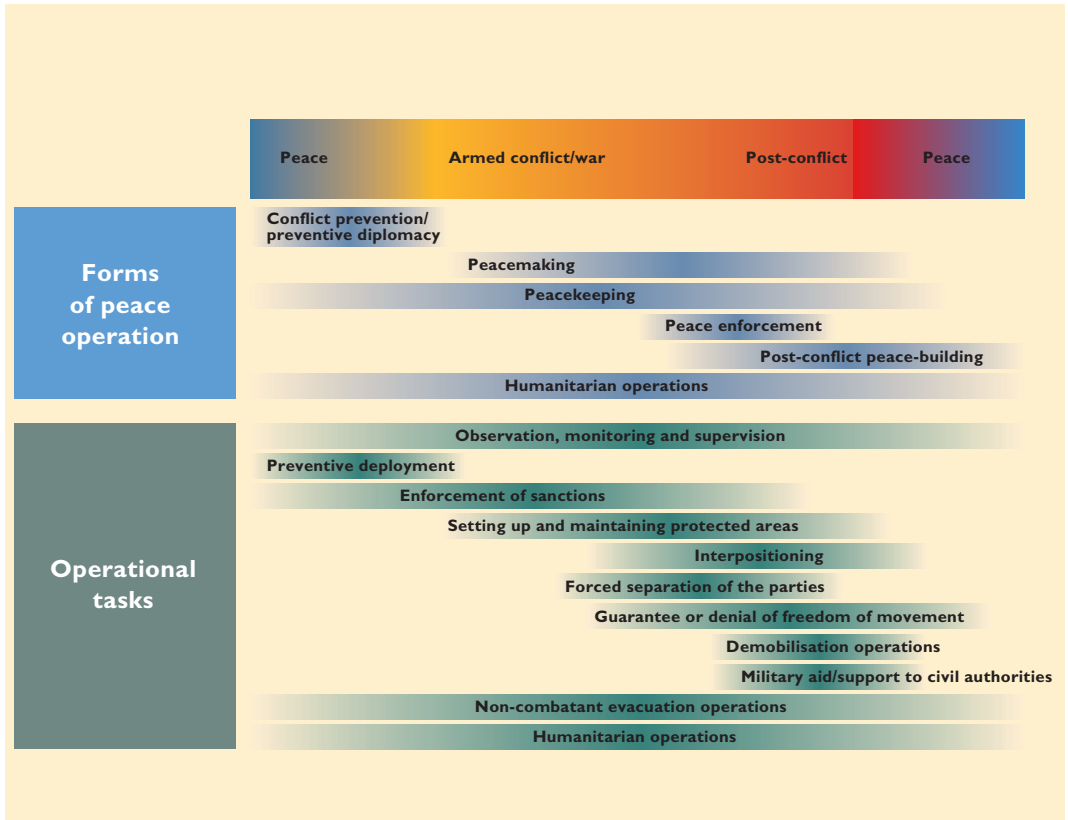 Peace
Armed conflict/war
Post-conflict
Peace
Forms
of peace
operation
Conflict prevention/
preventive diplomacy
Peacemaking
Peacekeeping
Peace enforcement
Post-conflict peace-building
Humanitarian operations
Operational
tasks
Observation, monitoring and supervision
Preventive deployment
Enforcement of sanctions
Setting up and maintaining protected areas
Interpositioning
Forced separation of the parties
Guarantee or denial of freedom of movement
Demobilisation operations
Military aid/support to civil authorities
Non-combatant evacuation operations
Humanitarian operations